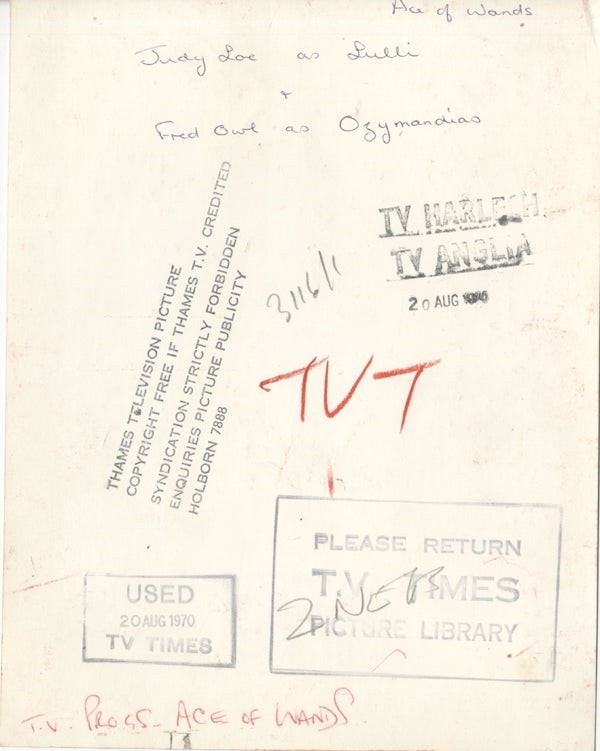 Ace of Wands
Judy Loe as Lulli
+
Fred Owl as Ozymandias
THAMES TELEVISION PICTURE
COPYRIGHT FREE IF THAMES T.V. CREDITED
SYNDICATION STRICTLY FORBIDDEN
ENQUIRIES PICTURE PUBLICITY
HOLBORN 7888
TV HARLECH
TV ANGLIA
20 AUG
3116/1
TVT
PLEASE RETURN
T.V. TIMES
PICTURE LIBRARY
USED
20 AUG 1970
TV TIMES
T.V. PROGS. ACE OF WANDS.